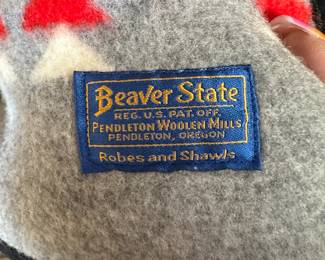 Beaver State
REG. U.S. PAT. OFF.
PENDLETON WOOLEN MILLS
PENDLETON, OREGON
Robes and Shawls